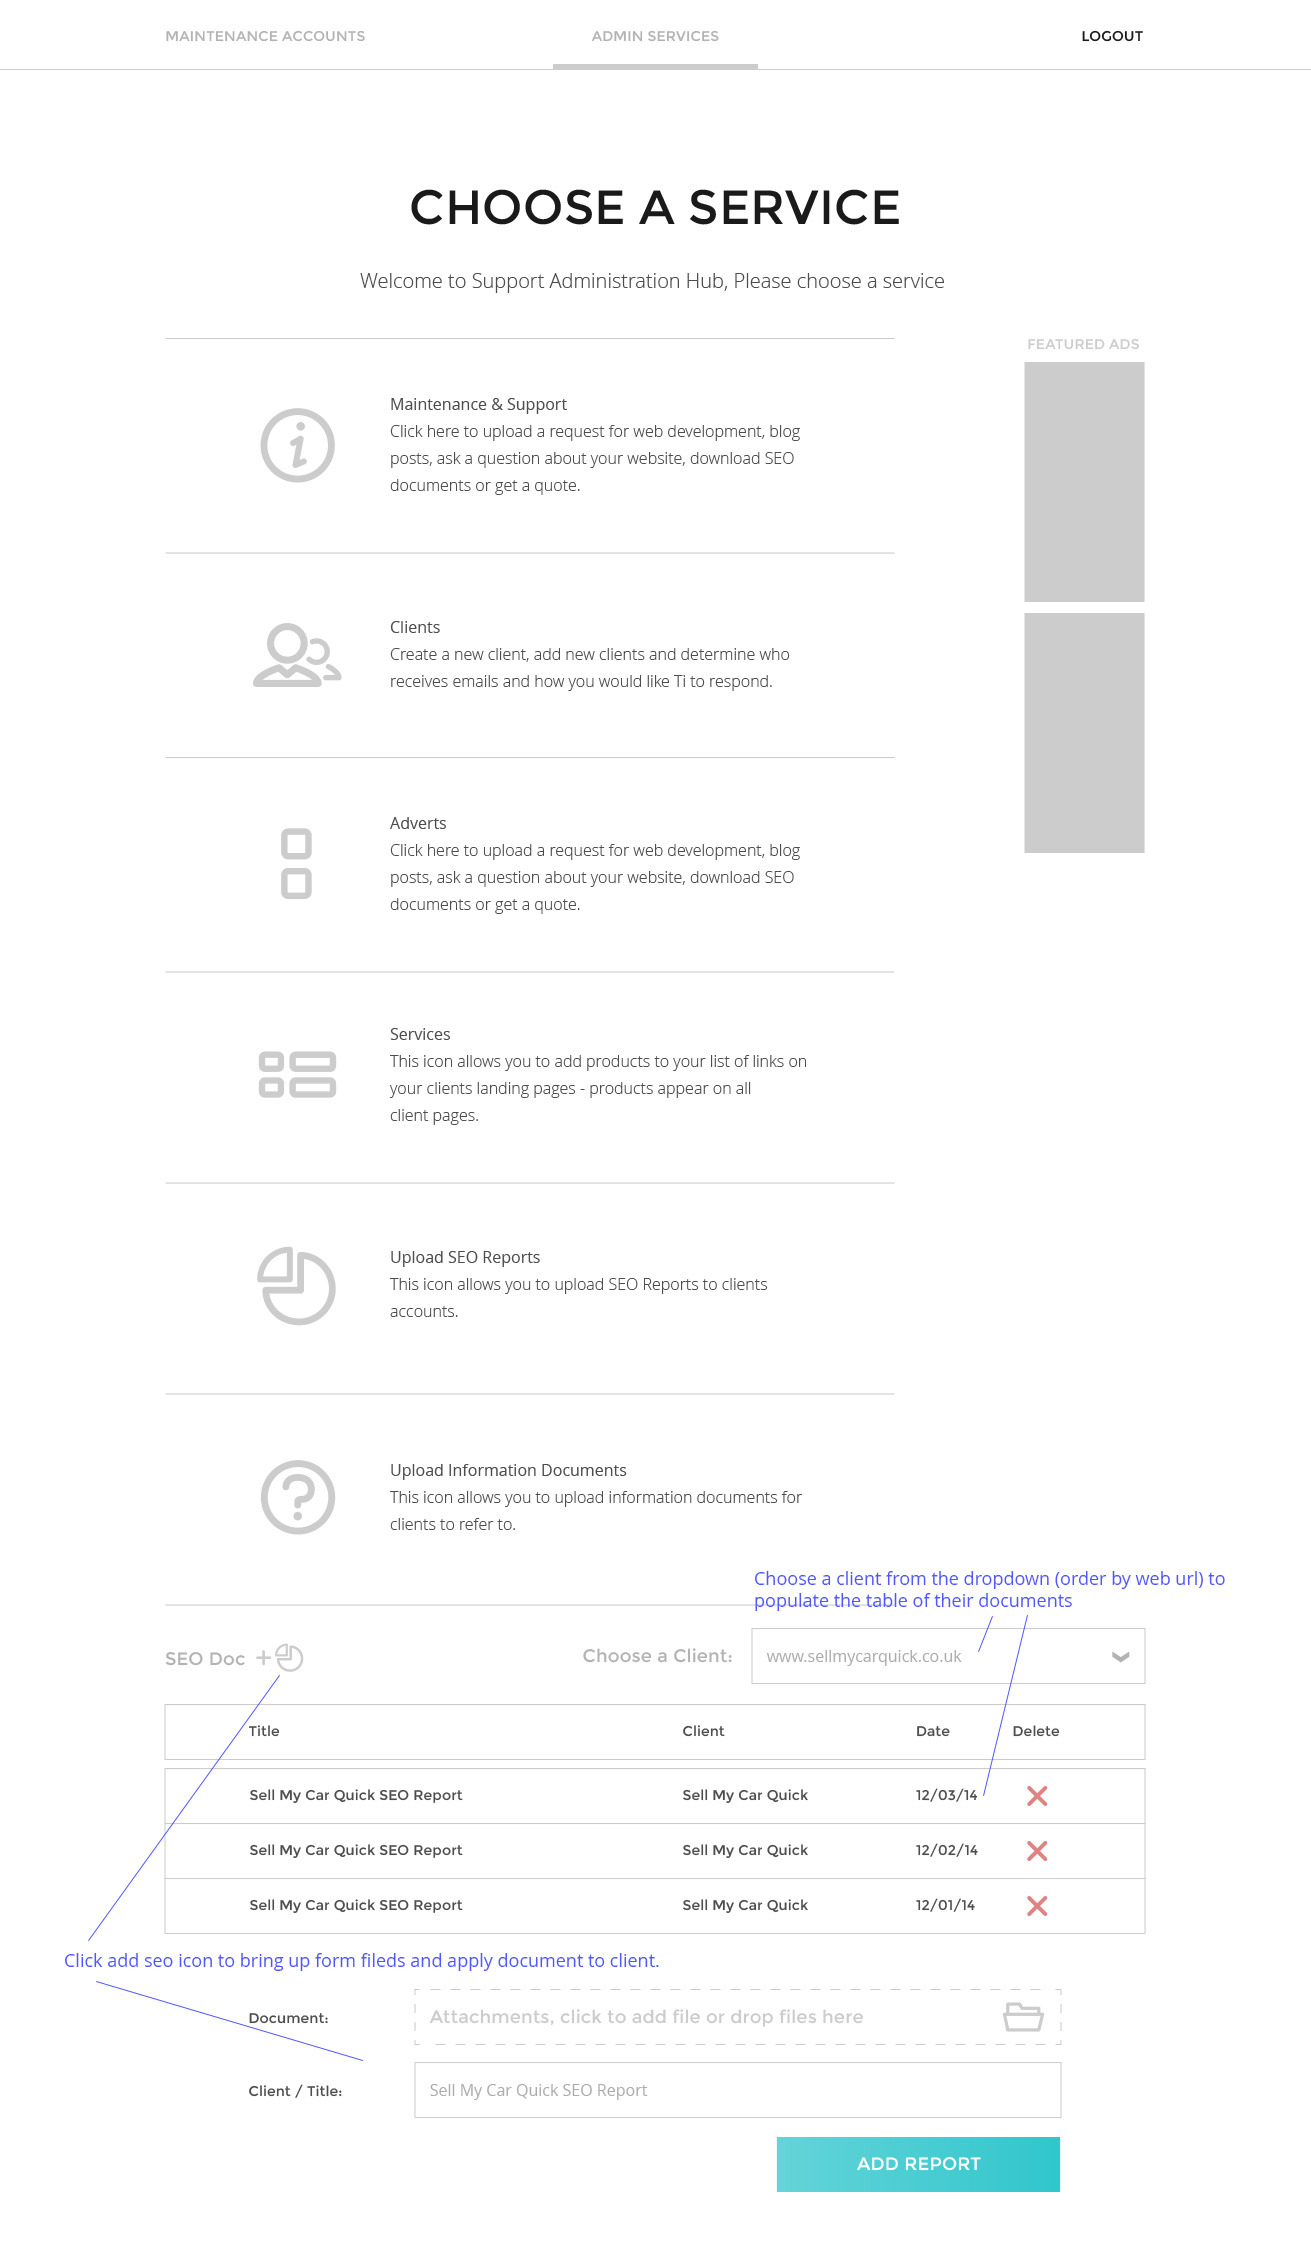 MAINTENANCE ACCOUNTS
ADMIN SERVICES
LOGOUT
CHOOSE A SERVICE
Welcome to Support Administration Hub, Please choose a service
FEATURED ADS
Maintenance & Support
Click here to upload a request for web development, blog
posts, ask a question about your website, download SEO
documents or get a quote.
Clients
Create a new client, add new clients and determine who
receives emails and how you would like Ti to respond.
Adverts
Click here to upload a request for web development, blog
posts, ask a question about your website, download SEO
documents or get a quote.
Services
This icon allows you to add products to your list of links on
your clients landing pages - products appear on all
client pages.
Upload SEO Reports
This icon allows you to upload SEO Reports to clients
accounts.
Upload Information Documents
This icon allows you to upload information documents for
clients to refer to.
Choose a client from the dropdown (order by web url) to
populate the table of their documents
SEO Doc +
Choose a Client:
www.sellmycarquick.co.uk
Title Client Date Delete
Sell My Car Quick SEO Report Sell My Car Quick 12/03/14
Sell My Car Quick SEO Report Sell My Car Quick 12/02/14
Sell My Car Quick SEO Report Sell My Car Quick 12/01/14
Click add seo icon to bring up form fileds and apply document to client.
Document:
Attachments, click to add file or drop files here
Client / Title:
Sell My Car Quick SEO Report
ADD REPORT